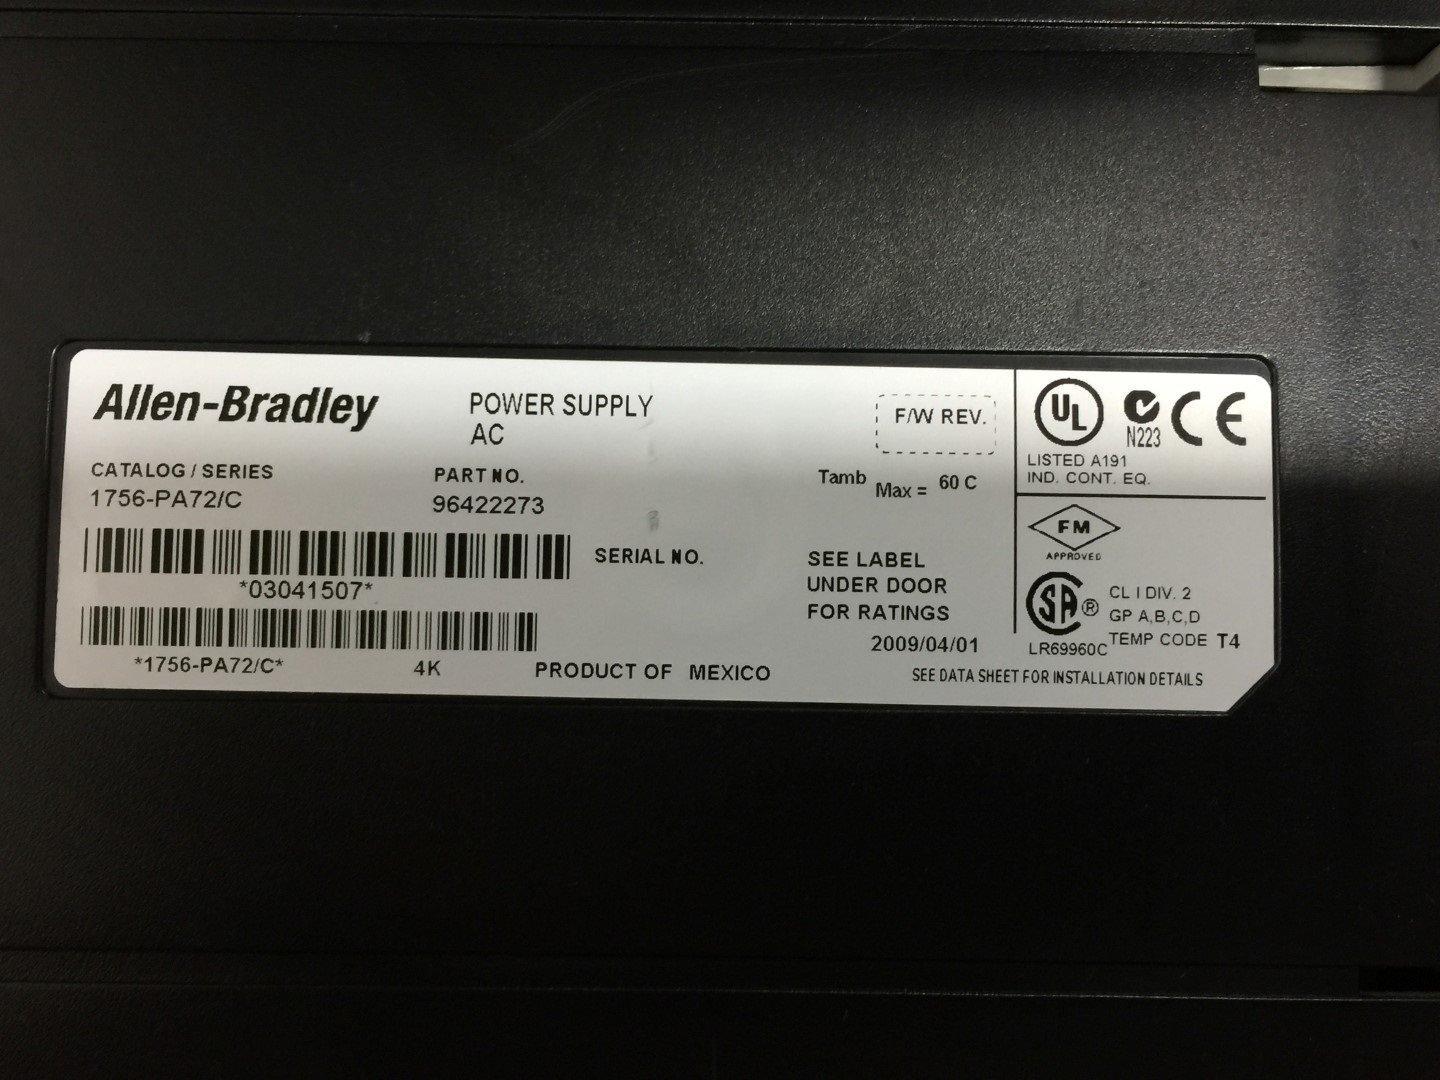 Allen-Bradley
POWER SUPPLY
AC
F/W REV.
CATALOG / SERIES
1756-PA72/C
PART NO.
96422273
Tamb Max = 60 C
*03041507*
SERIAL NO.
SEE LABEL
UNDER DOOR
FOR RATINGS
2009/04/01
*1756-PA72/C*
4K
PRODUCT OF MEXICO
UL
N223
CE
LISTED A191
IND. CONT. EQ.
FM
APPROVED
SA ®
LR69960C
CL I DIV. 2
GP A,B,C,D
TEMP CODE T4
SEE DATA SHEET FOR INSTALLATION DETAILS